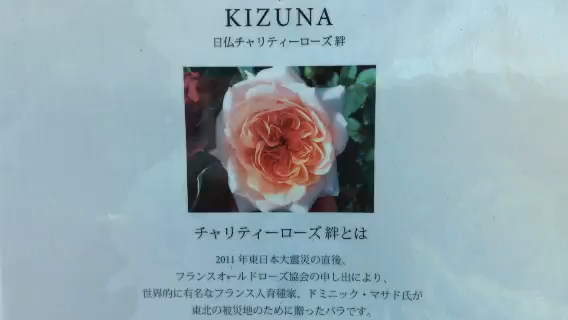 KIZUNA
日仏チャリティーローズ 絆
チャリティーローズ 絆とは
2011 年東日本大震災の直後、
フランスオールドローズ協会の申し出により、
世界的に有名なフランス人育種家、ドミニック・マサド氏が
東北の被災地のために贈ったバラです。